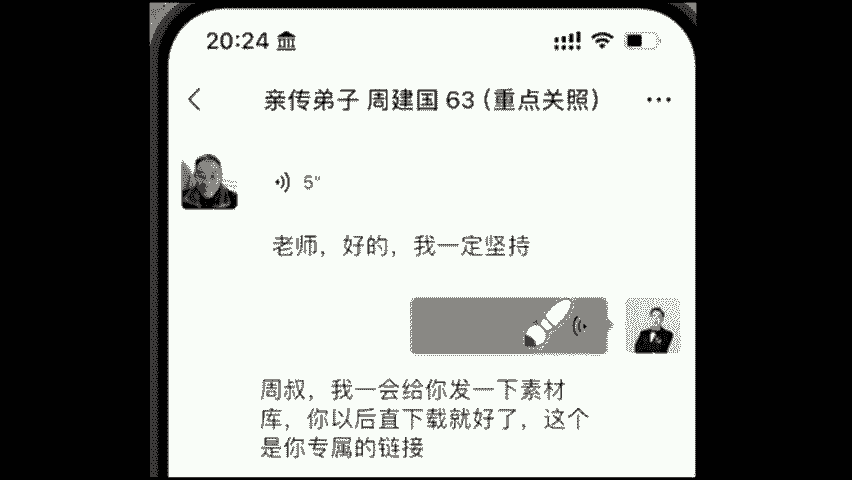 20:24
亲传弟子 周建国 63（重点关照）
5"
老师，好的，我一定坚持
周叔，我一会给你发一下素材
库，你以后直下载就好了，这个
是你专属的链接